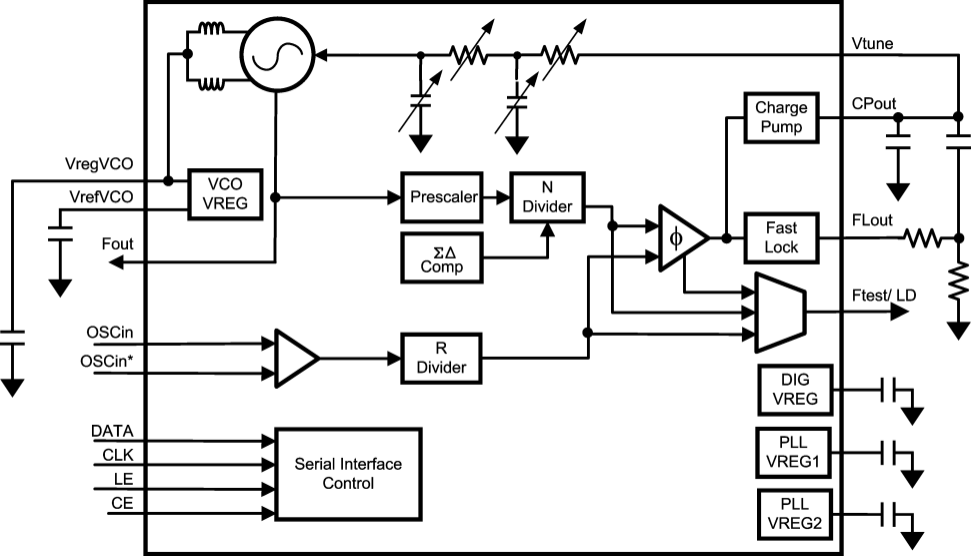 Vtune
Charge
Pump
CPout
VregVCO
VCO
VREG
VrefVCO
Prescaler
N
Divider
Fout
ΣΔ
Comp
ϕ
Fast
Lock
FLout
Ftest/ LD
OSCin
OSCin*
R
Divider
DIG
VREG
DATA
CLK
LE
CE
Serial Interface
Control
PLL
VREG1
PLL
VREG2